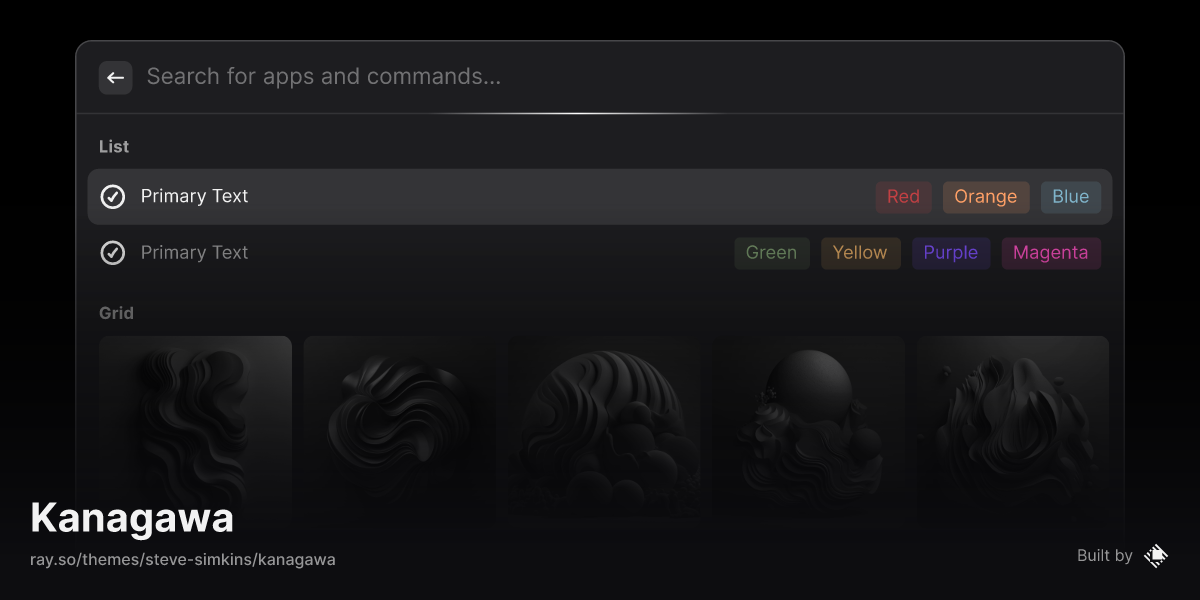 Search for apps and commands...
List
Primary Text Red Orange Blue
Primary Text Green Yellow Purple Magenta
Grid
Kanagawa
ray.so/themes/steve-simkins/kanagawa
Built by